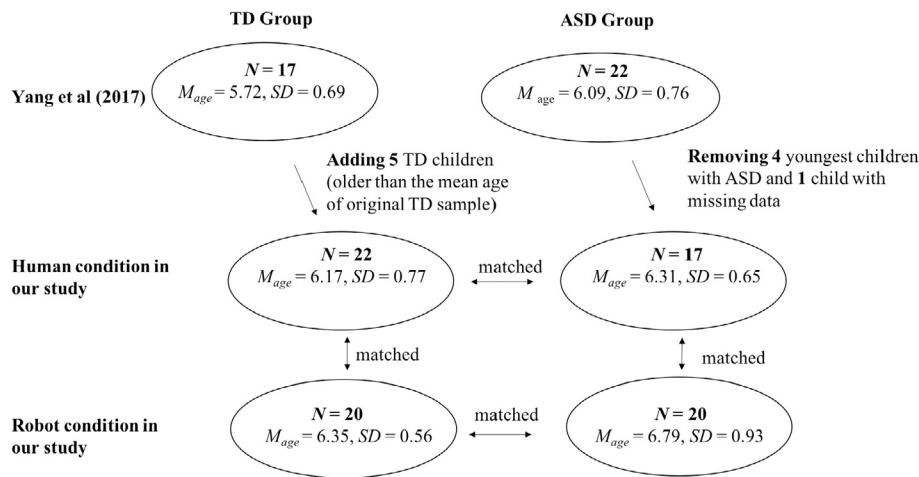 TD Group
ASD Group
Yang et al (2017)
N = 17
Mage = 5.72, SD = 0.69
N = 22
M age = 6.09, SD = 0.76
Adding 5 TD children
(older than the mean age
of original TD sample)
Removing 4 youngest children
with ASD and 1 child with
missing data
Human condition in
our study
N = 22
Mage = 6.17, SD = 0.77
matched
N = 17
Mage = 6.31, SD = 0.65
matched
matched
Robot condition in
our study
N = 20
Mage = 6.35, SD = 0.56
matched
N = 20
Mage = 6.79, SD = 0.93